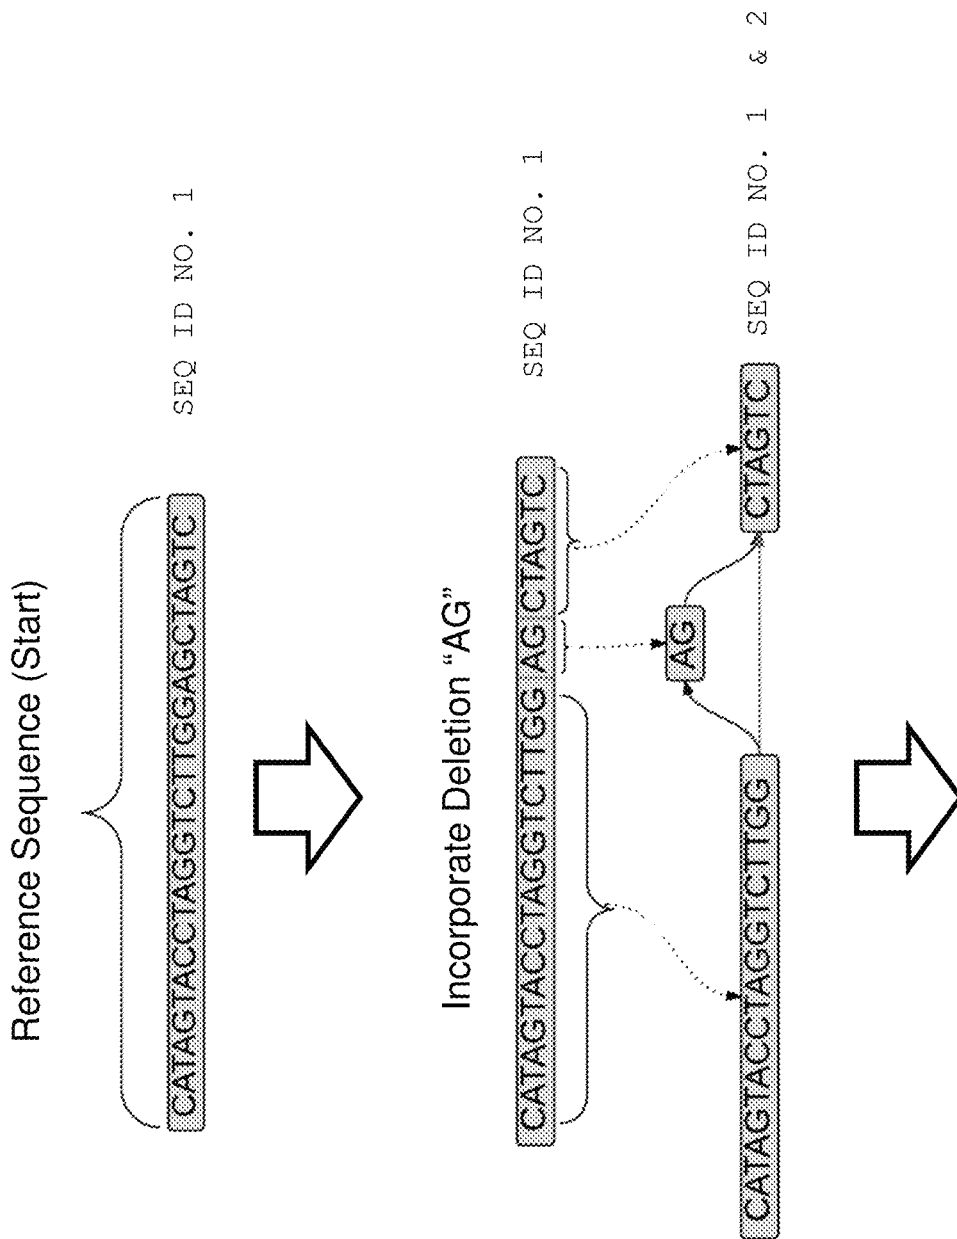 Reference Sequence (Start)
CATAGTACCTAGGTCTTGGAGCTAGTC SEQ ID NO. 1
Incorporate Deletion “AG”
CATAGTACCTAGGTCTTGG AG CTAGTC SEQ ID NO. 1
AG
CATAGTACCTAGGTCTTGG CTAGTC SEQ ID NO. 1 & 2